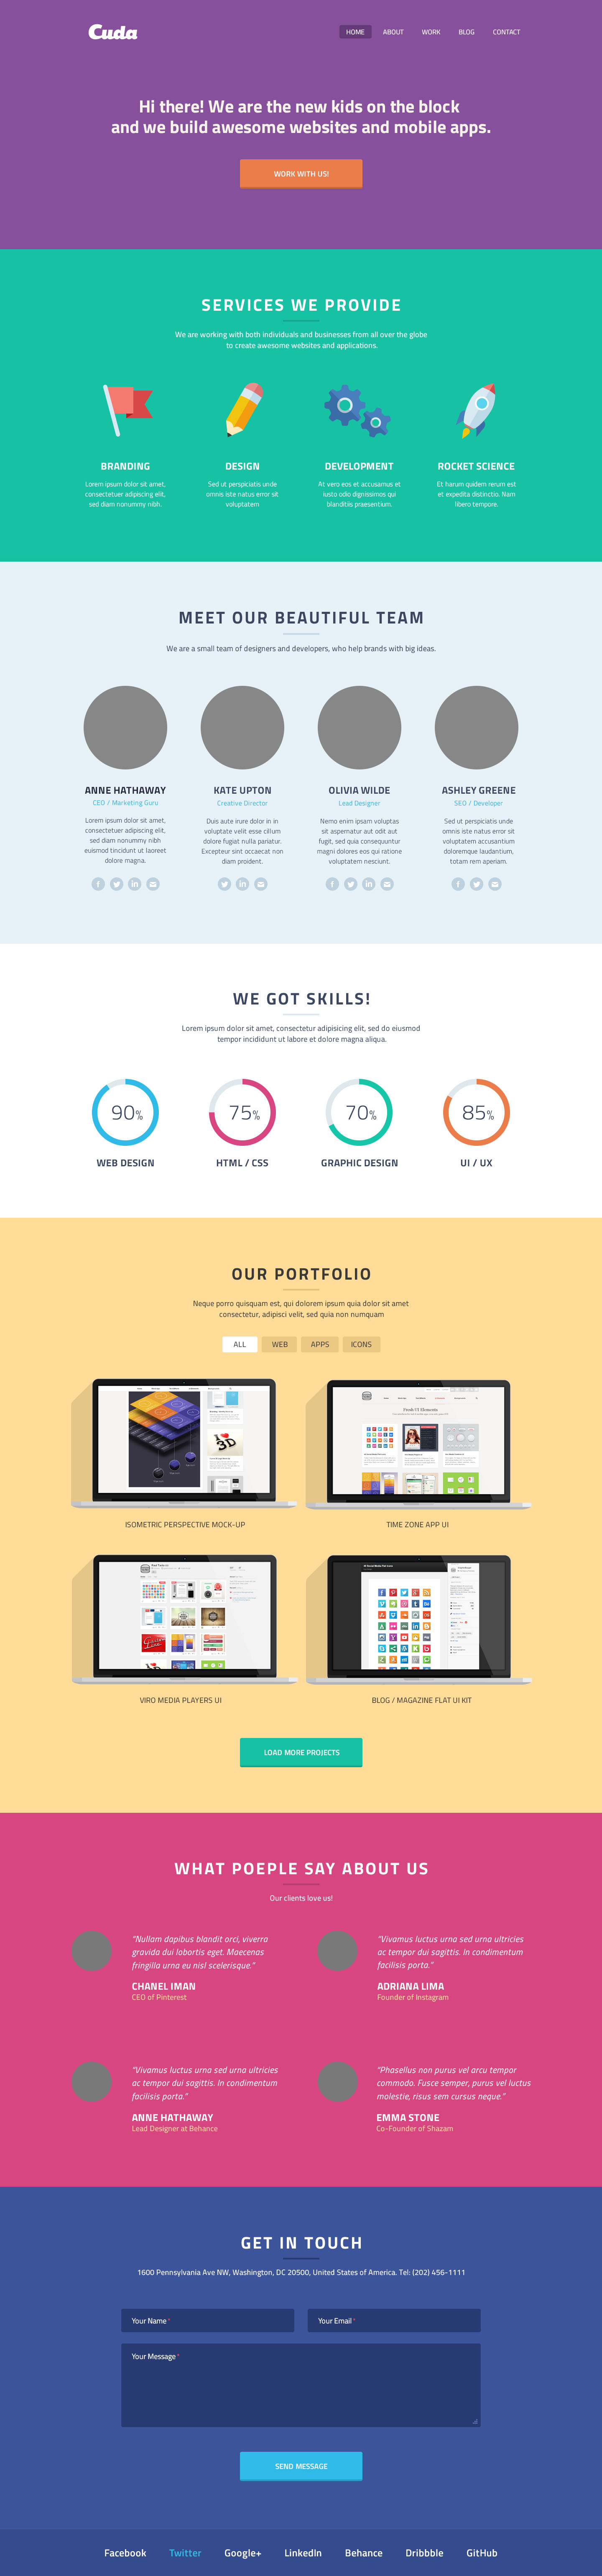 Cuda
HOME ABOUT WORK BLOG CONTACT
Hi there! We are the new kids on the block
and we build awesome websites and mobile apps.
WORK WITH US!
SERVICES WE PROVIDE
We are working with both individuals and businesses from all over the globe
to create awesome websites and applications.
BRANDING
Lorem ipsum dolor sit amet,
consectetuer adipiscing elit,
sed diam nonummy nibh.
DESIGN
Sed ut perspiciatis unde
omnis iste natus error sit
voluptatem
DEVELOPMENT
At vero eos et accusamus et
iusto odio dignissimos qui
blanditiis praesentium.
ROCKET SCIENCE
Et harum quidem rerum est
et expedita distinctio. Nam
libero tempore.
MEET OUR BEAUTIFUL TEAM
We are a small team of designers and developers, who help brands with big ideas.
ANNE HATHAWAY
CEO / Marketing Guru
Lorem ipsum dolor sit amet,
consectetuer adipiscing elit,
sed diam nonummy nibh
euismod tincidunt ut laoreet
dolore magna.
KATE UPTON
Creative Director
Duis aute irure dolor in in
voluptate velit esse cillum
dolore fugiat nulla pariatur.
Excepteur sint occaecat non
diam proident.
OLIVIA WILDE
Lead Designer
Nemo enim ipsam voluptas
sit aspernatur aut odit aut
fugit, sed quia consequuntur
magni dolores eos qui ratione
voluptatem nesciunt.
ASHLEY GREENE
SEO / Developer
Sed ut perspiciatis unde
omnis iste natus error sit
voluptatem accusantium
doloremque laudantium,
totam rem aperiam.
WE GOT SKILLS!
Lorem ipsum dolor sit amet, consectetur adipisicing elit, sed do eiusmod
tempor incididunt ut labore et dolore magna aliqua.
90%
WEB DESIGN
75%
HTML / CSS
70%
GRAPHIC DESIGN
85%
UI / UX
OUR PORTFOLIO
Neque porro quisquam est, qui dolorem ipsum quia dolor sit amet
consectetur, adipisci velit, sed quia non numquam
ALL WEB APPS ICONS
I 3D
ISOMETRIC PERSPECTIVE MOCK-UP
Fresh UI Elements
TIME ZONE APP UI
VIRO MEDIA PLAYERS UI
BLOG / MAGAZINE FLAT UI KIT
LOAD MORE PROJECTS
WHAT POEPLE SAY ABOUT US
Our clients love us!
“Nullam dapibus blandit orci, viverra
gravida dui lobortis eget. Maecenas
fringilla urna eu nisl scelerisque.”
CHANEL IMAN
CEO of Pinterest
“Vivamus luctus urna sed urna ultricies
ac tempor dui sagittis. In condimentum
facilisis porta.”
ADRIANA LIMA
Founder of Instagram
“Vivamus luctus urna sed urna ultricies
ac tempor dui sagittis. In condimentum
facilisis porta.”
ANNE HATHAWAY
Lead Designer at Behance
“Phasellus non purus vel arcu tempor
commodo. Fusce semper, purus vel luctus
molestie, risus sem cursus neque.”
EMMA STONE
Co-Founder of Shazam
GET IN TOUCH
1600 Pennsylvania Ave NW, Washington, DC 20500, United States of America. Tel: (202) 456-1111
Your Name *
Your Email *
Your Message *
SEND MESSAGE
Facebook Twitter Google+ LinkedIn Behance Dribbble GitHub